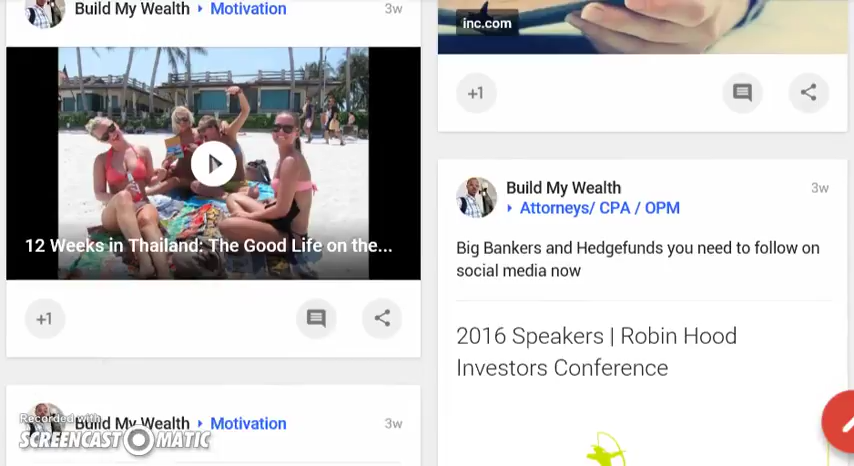 Build My Wealth ▸ Motivation 3w
12 Weeks in Thailand: The Good Life on the...
+1
Build My Wealth ▸ Motivation 3w
Recorded with
SCREENCAST O MATIC
inc.com
+1
Build My Wealth 3w
▸ Attorneys/ CPA / OPM
Big Bankers and Hedgefunds you need to follow on
social media now
2016 Speakers | Robin Hood
Investors Conference